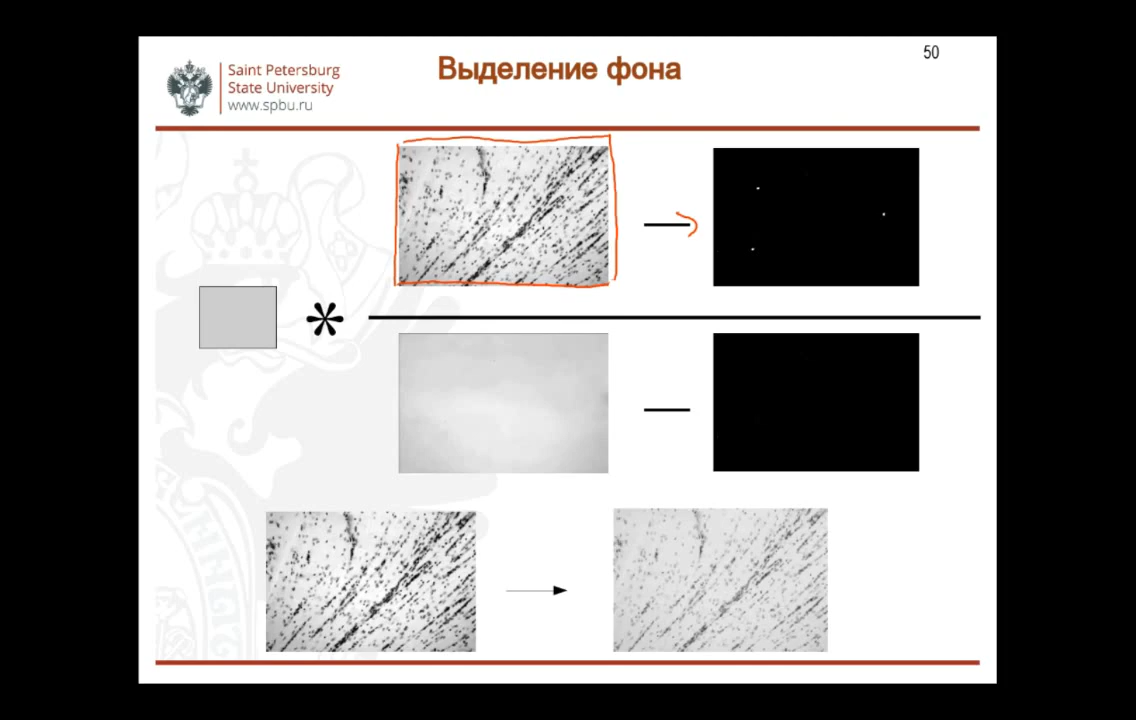 50
Выделение фона
Saint Petersburg
State University
www.spbu.ru
*